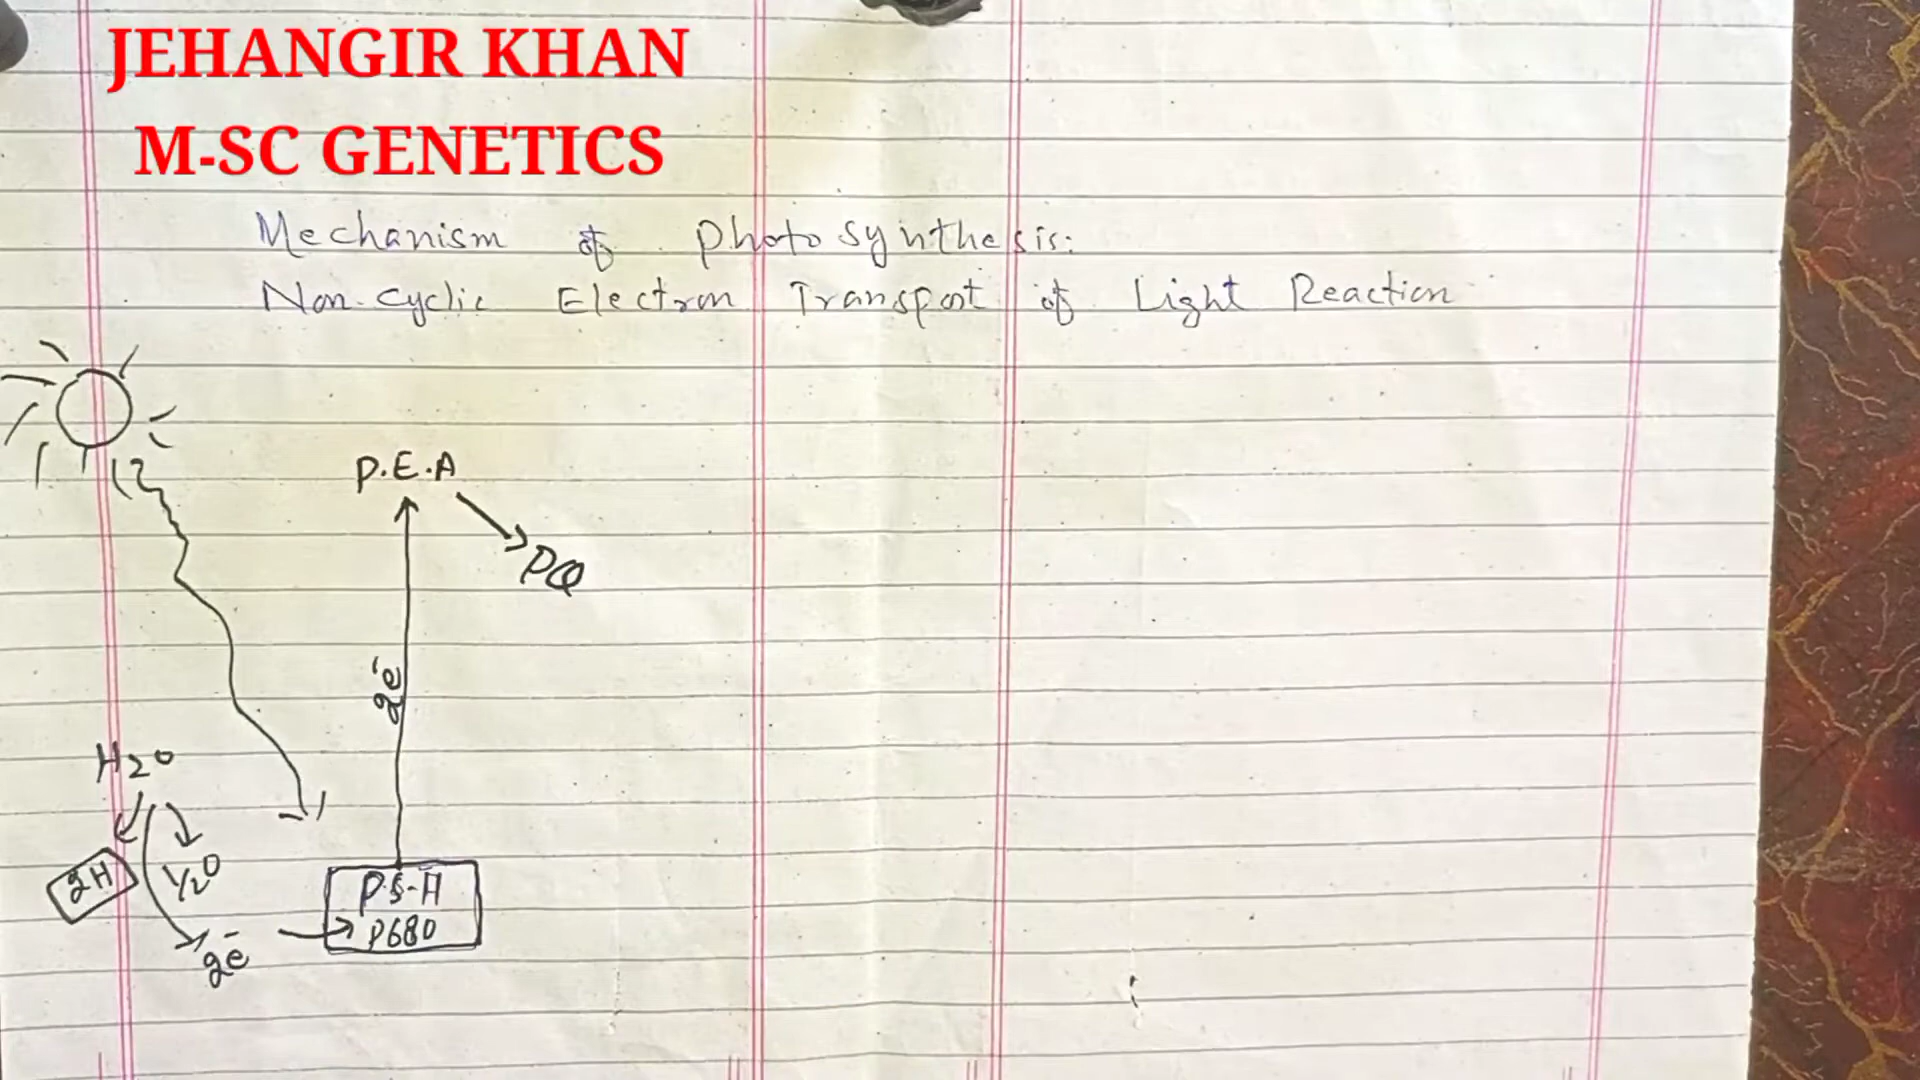 JEHANGIR KHAN
M-SC GENETICS
Mechanism of photosynthesis:
Non-cyclic Electron Transport of Light Reaction
P.E.A
PQ
2e-
H2O
2H
1/2O
2e-
PS-II
P680